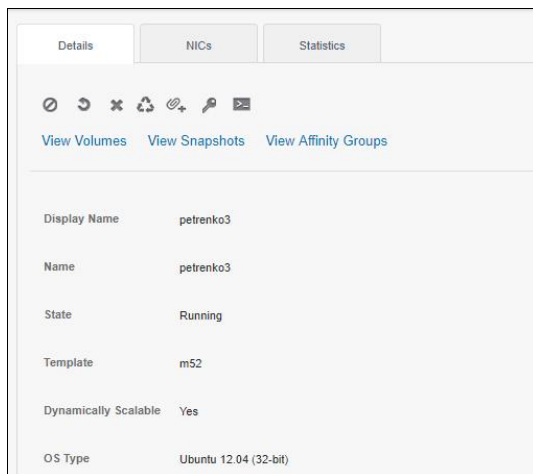 Details NICs Statistics
View Volumes View Snapshots View Affinity Groups
Display Name petrenko3
Name petrenko3
State Running
Template m52
Dynamically Scalable Yes
OS Type Ubuntu 12.04 (32-bit)